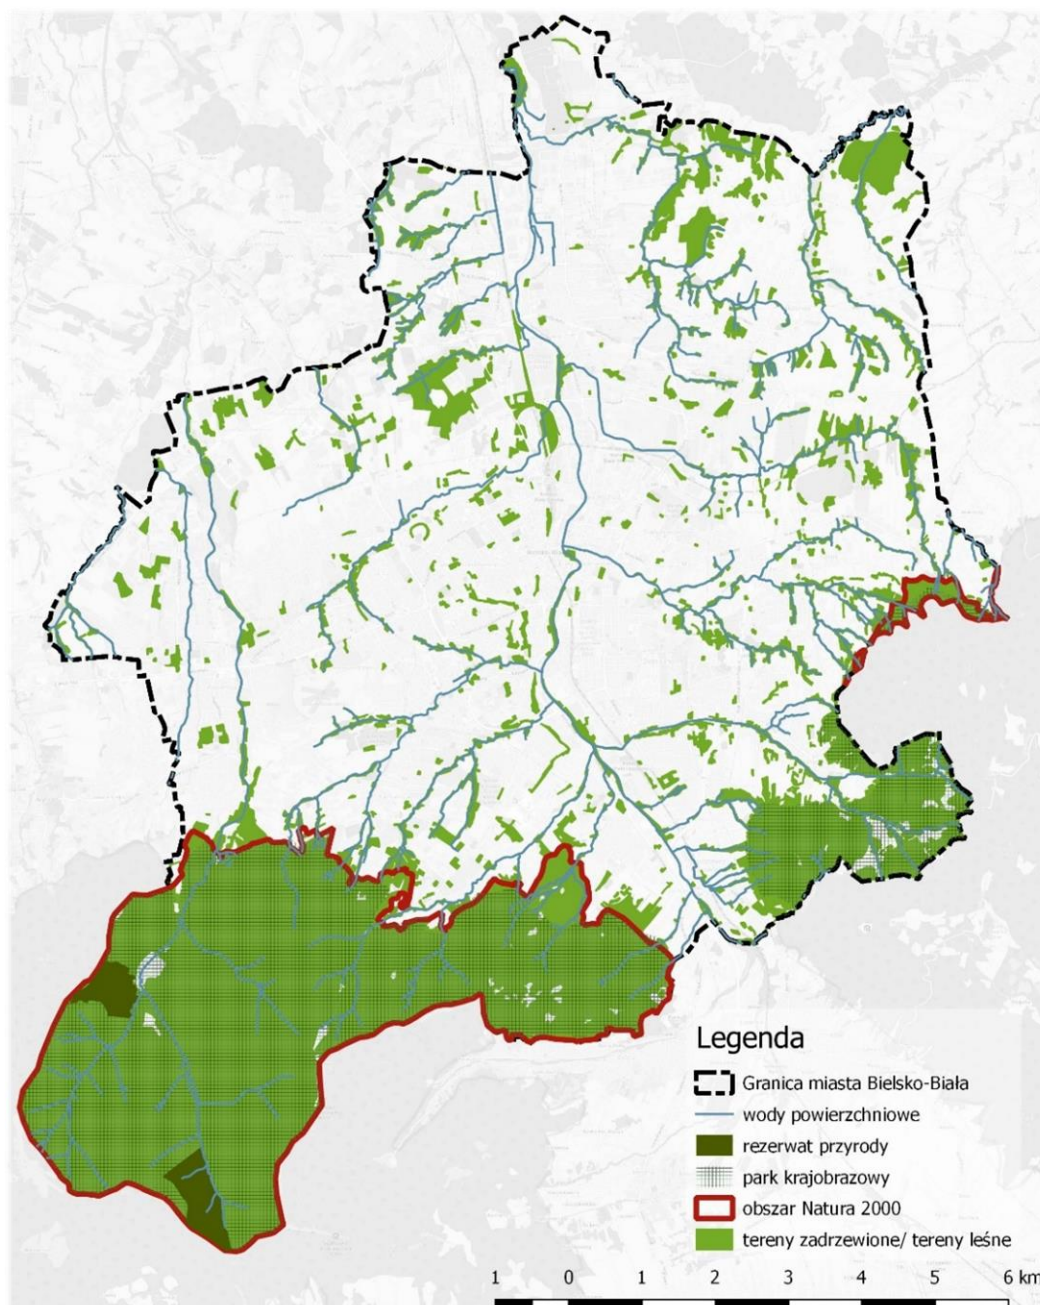 Legenda
Granica miasta Bielsko-Biała
wody powierzchniowe
rezerwat przyrody
park krajobrazowy
obszar Natura 2000
tereny zadrzewione/ tereny leśne
1 0 1 2 3 4 5 6 km